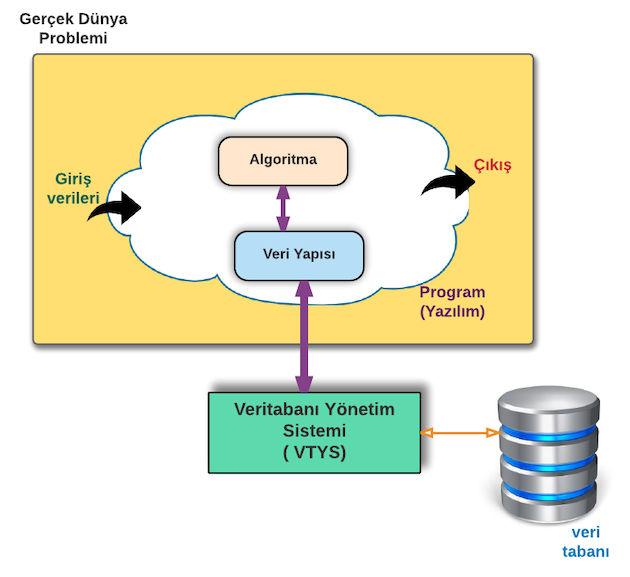 Gerçek Dünya
Problemi
Algoritma
Çıkış
Giriş
verileri
Veri Yapısı
Program
(Yazılım)
Veritabanı Yönetim
Sistemi
( VTYS)
veri
tabanı